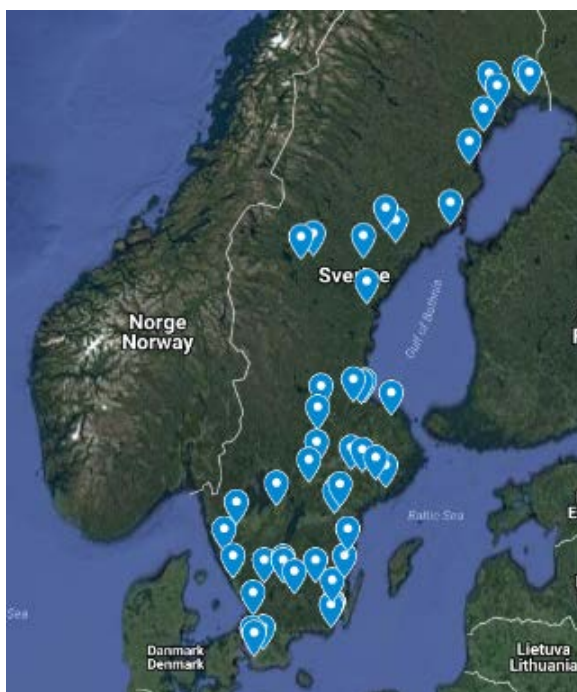 Sverige
Norge
Norway
Gulf of Bothnia
Baltic Sea
Sea
Danmark
Denmark
Lietuva
Lithuania